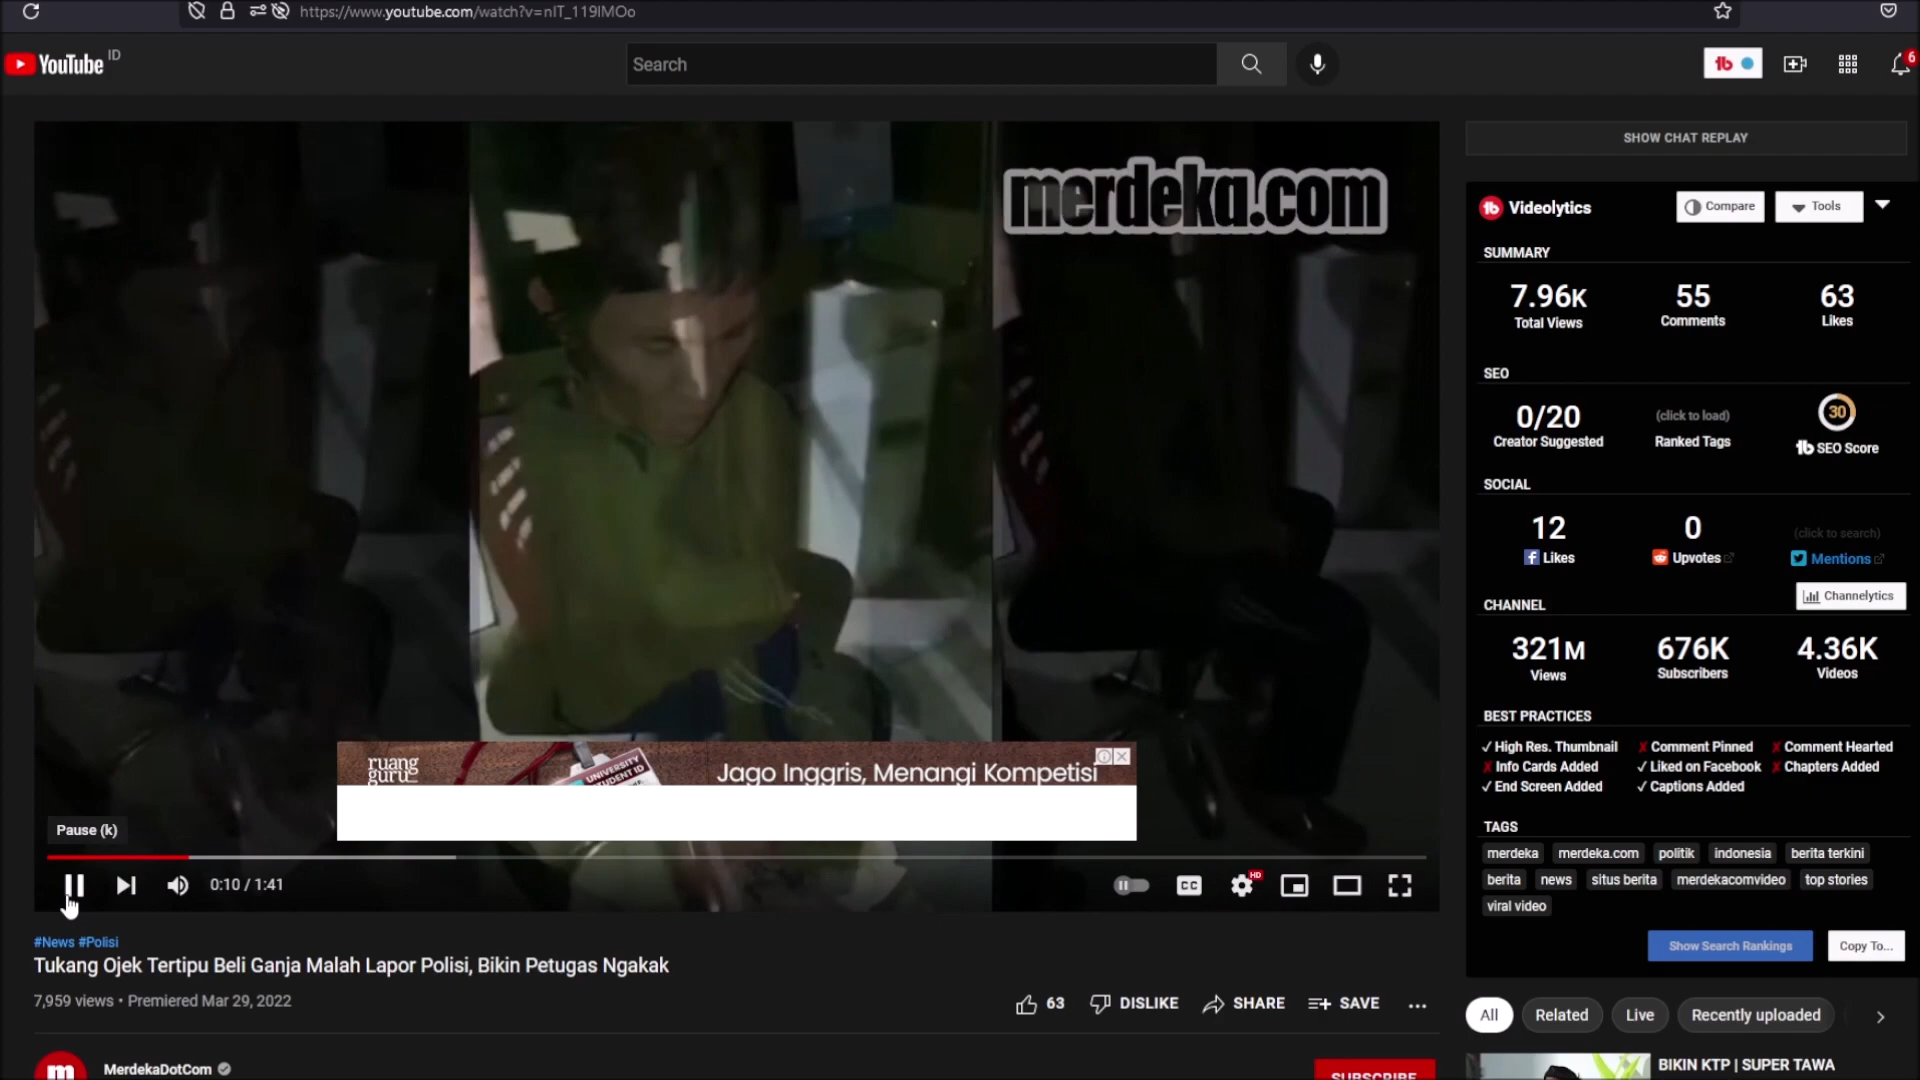 https://www.youtube.com/watch?v=nIT_119IMOo
YouTube ID
Search
6
SHOW CHAT REPLAY
merdeka.com
Videolytics
Compare
Tools
SUMMARY
7.96K
Total Views
55
Comments
63
Likes
SEO
0/20
Creator Suggested
(click to load)
Ranked Tags
30
SEO Score
SOCIAL
12
Likes
0
Upvotes
(click to search)
Mentions
CHANNEL
Channelytics
321M
Views
676K
Subscribers
4.36K
Videos
BEST PRACTICES
✓ High Res. Thumbnail
✗ Comment Pinned
✗ Comment Hearted
✗ Info Cards Added
✓ Liked on Facebook
✗ Chapters Added
✓ End Screen Added
✓ Captions Added
TAGS
merdeka merdeka.com politik indonesia berita terkini
berita news situs berita merdekacomvideo top stories
viral video
Show Search Rankings
Copy To...
ruang
guru
UNIVERSITY
STUDENT ID
Jago Inggris, Menangi Kompetisi
Pause (k)
0:10 / 1:41
CC
HD
#News #Polisi
Tukang Ojek Tertipu Beli Ganja Malah Lapor Polisi, Bikin Petugas Ngakak
7,959 views • Premiered Mar 29, 2022
63
DISLIKE
SHARE
SAVE
All
Related
Live
Recently uploaded
MerdekaDotCom
SUBSCRIBE
BIKIN KTP | SUPER TAWA